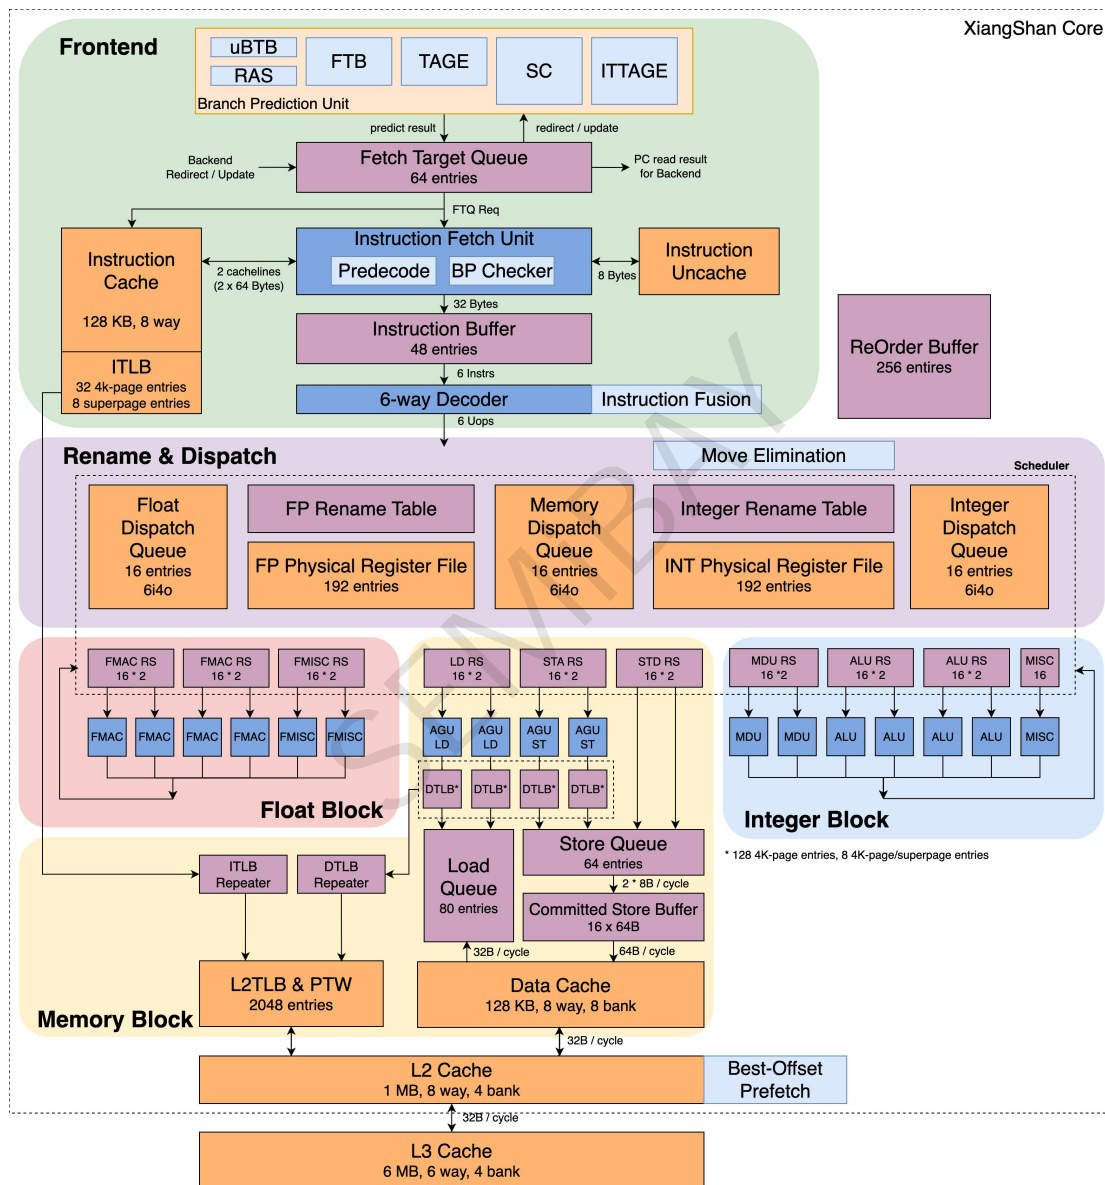 XiangShan Core
Frontend
uBTB
RAS
FTB
TAGE
SC
ITTAGE
Branch Prediction Unit
predict result
redirect / update
Backend
Redirect / Update
Fetch Target Queue
64 entries
PC read result
for Backend
FTQ Req
Instruction
Cache
128 KB, 8 way
ITLB
32 4k-page entries
8 superpage entries
2 cachelines
(2 x 64 Bytes)
Instruction Fetch Unit
Predecode
BP Checker
8 Bytes
Instruction
Uncache
32 Bytes
Instruction Buffer
48 entries
6 Instrs
6-way Decoder
Instruction Fusion
6 Uops
ReOrder Buffer
256 entires
Rename & Dispatch
Move Elimination
Scheduler
Float
Dispatch
Queue
16 entries
6i4o
FP Rename Table
FP Physical Register File
192 entries
Memory
Dispatch
Queue
16 entries
6i4o
Integer Rename Table
INT Physical Register File
192 entries
Integer
Dispatch
Queue
16 entries
6i4o
FMAC RS
16 * 2
FMAC RS
16 * 2
FMISC RS
16 * 2
FMAC
FMAC
FMAC
FMAC
FMISC
FMISC
Float Block
LD RS
16 * 2
STA RS
16 * 2
STD RS
16 * 2
AGU
LD
AGU
LD
AGU
ST
AGU
ST
DTLB*
DTLB*
DTLB*
DTLB*
MDU RS
16 *2
ALU RS
16 * 2
ALU RS
16 * 2
MISC
16
MDU
MDU
ALU
ALU
ALU
ALU
MISC
Integer Block
* 128 4K-page entries, 8 4K-page/superpage entries
ITLB
Repeater
DTLB
Repeater
Load
Queue
80 entries
Store Queue
64 entries
2 * 8B / cycle
Committed Store Buffer
16 x 64B
32B / cycle
64B / cycle
L2TLB & PTW
2048 entries
Data Cache
128 KB, 8 way, 8 bank
Memory Block
32B / cycle
L2 Cache
1 MB, 8 way, 4 bank
Best-Offset
Prefetch
32B / cycle
L3 Cache
6 MB, 6 way, 4 bank
SEMIBAY